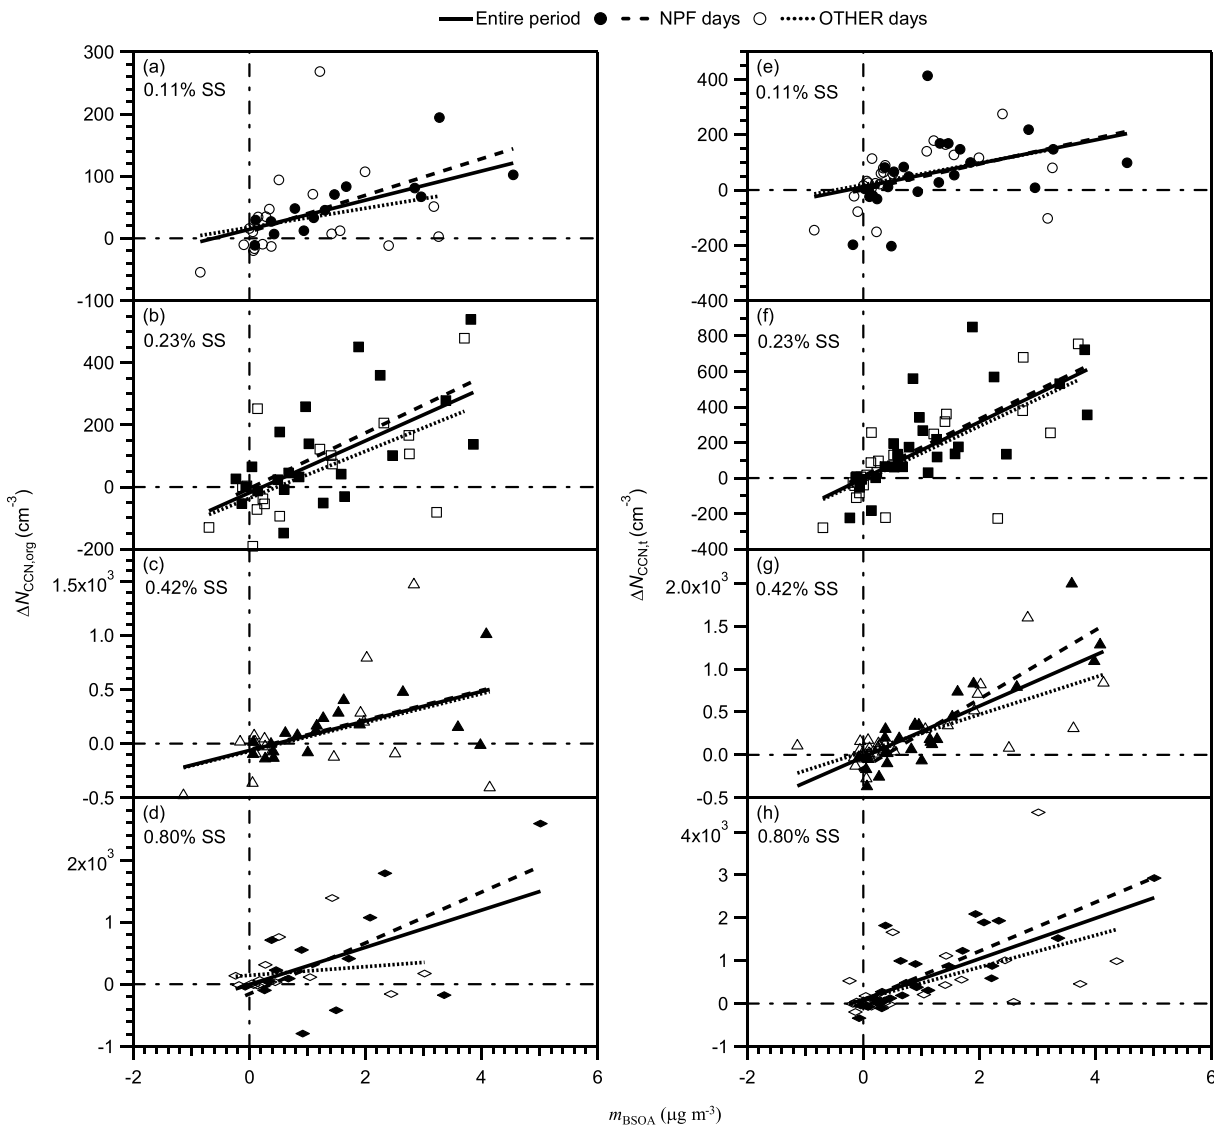 Entire period NPF days OTHER days
(a)
0.11% SS
300
200
100
0
-100
(b)
0.23% SS
400
200
0
-200
(c)
0.42% SS
1.5x10³
1.0
0.5
0.0
-0.5
(d)
0.80% SS
2x10³
1
0
-1
-2 0 2 4 6
ΔN_CCN,org (cm⁻³)
(e)
0.11% SS
400
200
0
-200
-400
(f)
0.23% SS
800
600
400
200
0
-200
-400
(g)
0.42% SS
2.0x10³
1.5
1.0
0.5
0.0
-0.5
(h)
0.80% SS
4x10³
3
2
1
0
-1
-2 0 2 4 6
ΔN_CCN,t (cm⁻³)
m_BSOA (μg m⁻³)